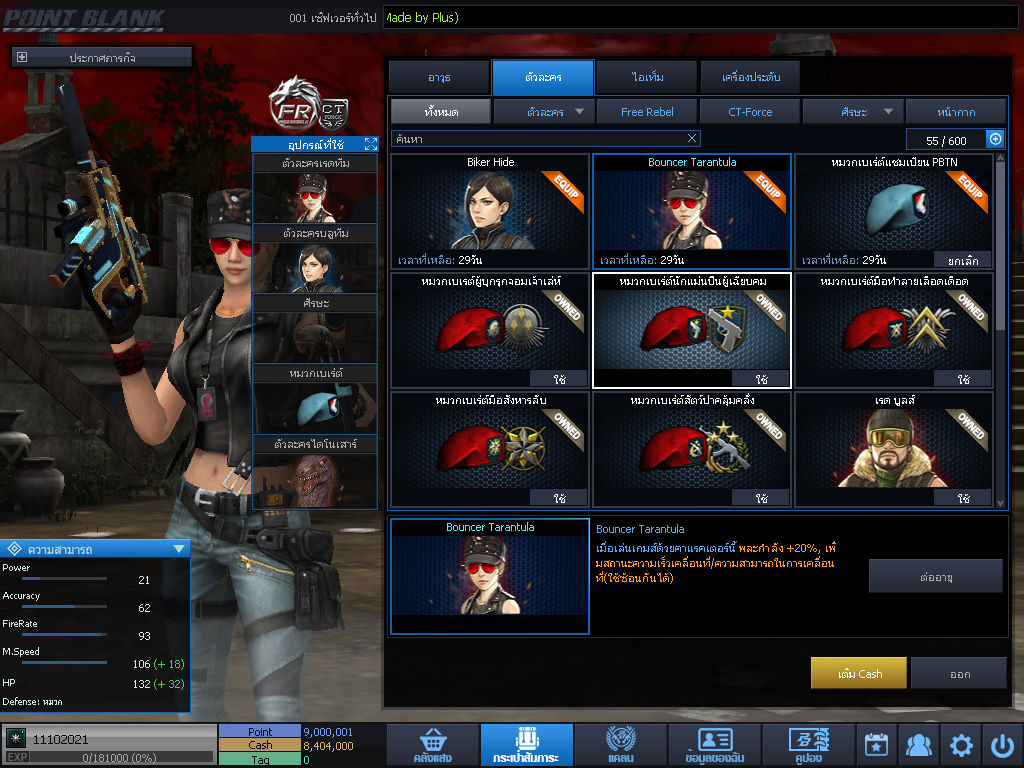 POINT BLANK
001 เซิฟเวอร์ทั่วไป
Made by Plus)
ประกาศภารกิจ
FR
CT
FORCE
อาวุธ
ตัวละคร
ไอเท็ม
เครื่องประดับ
ทั้งหมด
ตัวละคร
Free Rebel
CT-Force
ศีรษะ
หน้ากาก
ค้นหา
55 / 600
อุปกรณ์ที่ใช้
ตัวละครเรดทีม
ตัวละครบลูทีม
ศีรษะ
หมวกเบเร่ต์
ตัวละครไดโนเสาร์
Biker Hide
EQUIP
เวลาที่เหลือ: 29วัน
Bouncer Tarantula
EQUIP
เวลาที่เหลือ: 29วัน
หมวกเบเร่ต์แชมเปียน PBTN
EQUIP
เวลาที่เหลือ: 29วัน
ยกเลิก
หมวกเบเรต์ผู้บุกรุกจอมเจ้าเล่ห์
OWNED
ใช้
หมวกเบเร่ต์นักแม่นปืนผู้เฉียบคม
OWNED
ใช้
หมวกเบเร่ต์มือทำลายเลือดเดือด
OWNED
ใช้
หมวกเบเร่ต์มือสังหารลับ
OWNED
ใช้
หมวกเบเร่ต์สัตว์ป่าคลุ้มคลั่ง
OWNED
ใช้
เรด บูลส์
OWNED
ใช้
Bouncer Tarantula
Bouncer Tarantula
เมื่อเล่นเกมส์ด้วยคาแรคเตอร์นี้ พละกำลัง +20%, เพิ่
มสถานะความเร็วเคลื่อนที่/ความสามารถในการเคลื่อน
ที่(ใช้ซ้อนกันได้)
ต่ออายุ
เติม Cash
ออก
ความสามารถ
Power
21
Accuracy
62
FireRate
93
M.Speed
106 (+ 18)
HP
132 (+ 32)
Defense: หมวก
11102021
EXP
0/181000 (0%)
Point 9,000,001
Cash 8,404,000
Tag 0
คลังแสง
กระเป๋าสัมภาระ
แคลน
ข้อมูลของฉัน
คูปอง